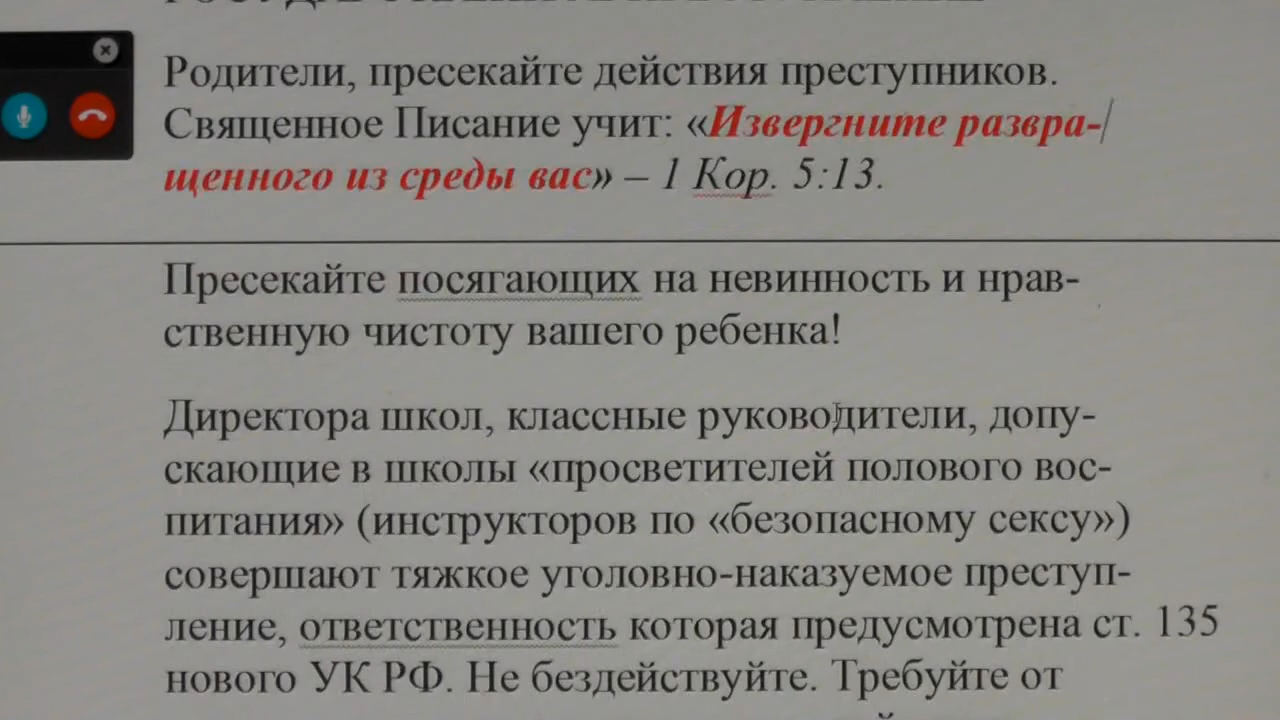 Родители, пресекайте действия преступников.
Священное Писание учит: «Извергните развра-
щенного из среды вас» – 1 Кор. 5:13.
Пресекайте посягающих на невинность и нрав-
ственную чистоту вашего ребенка!
Директора школ, классные руководители, допу-
скающие в школы «просветителей полового вос-
питания» (инструкторов по «безопасному сексу»)
совершают тяжкое уголовно-наказуемое преступ-
ление, ответственность которая предусмотрена ст. 135
нового УК РФ. Не бездействуйте. Требуйте от